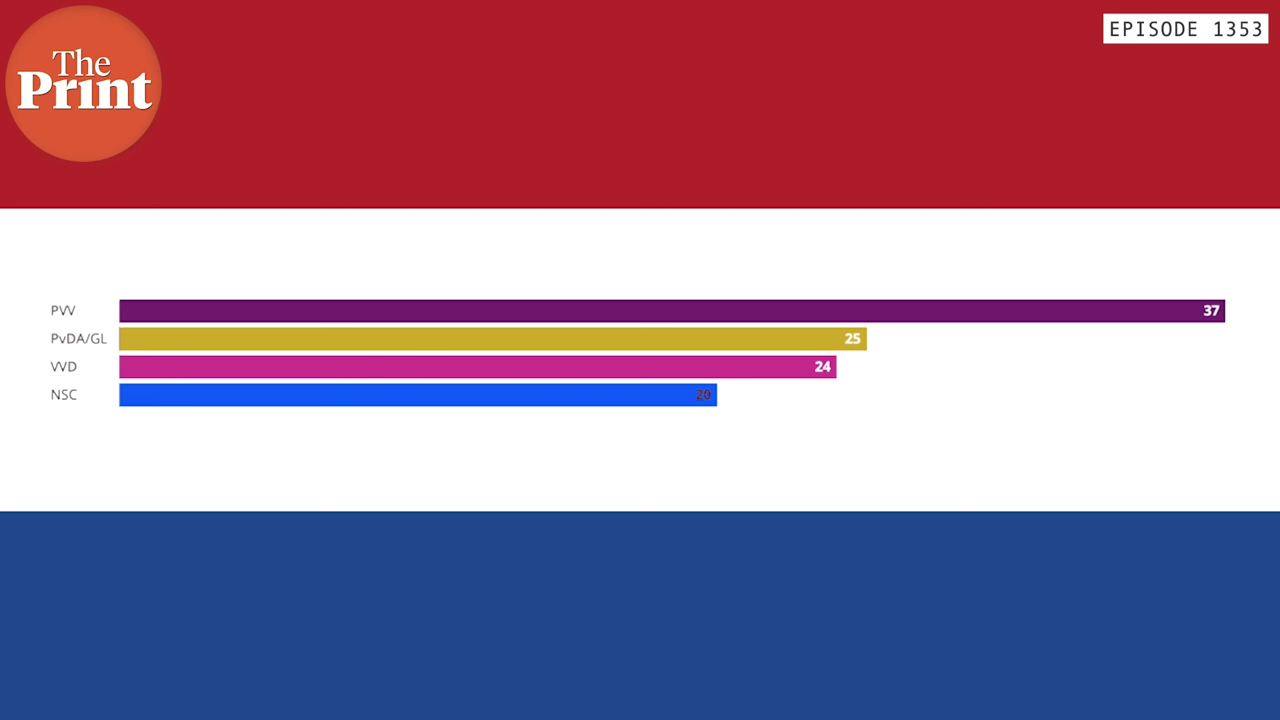 The
Print
EPISODE 1353
PVV 37
PvDA/GL 25
VVD 24
NSC 20